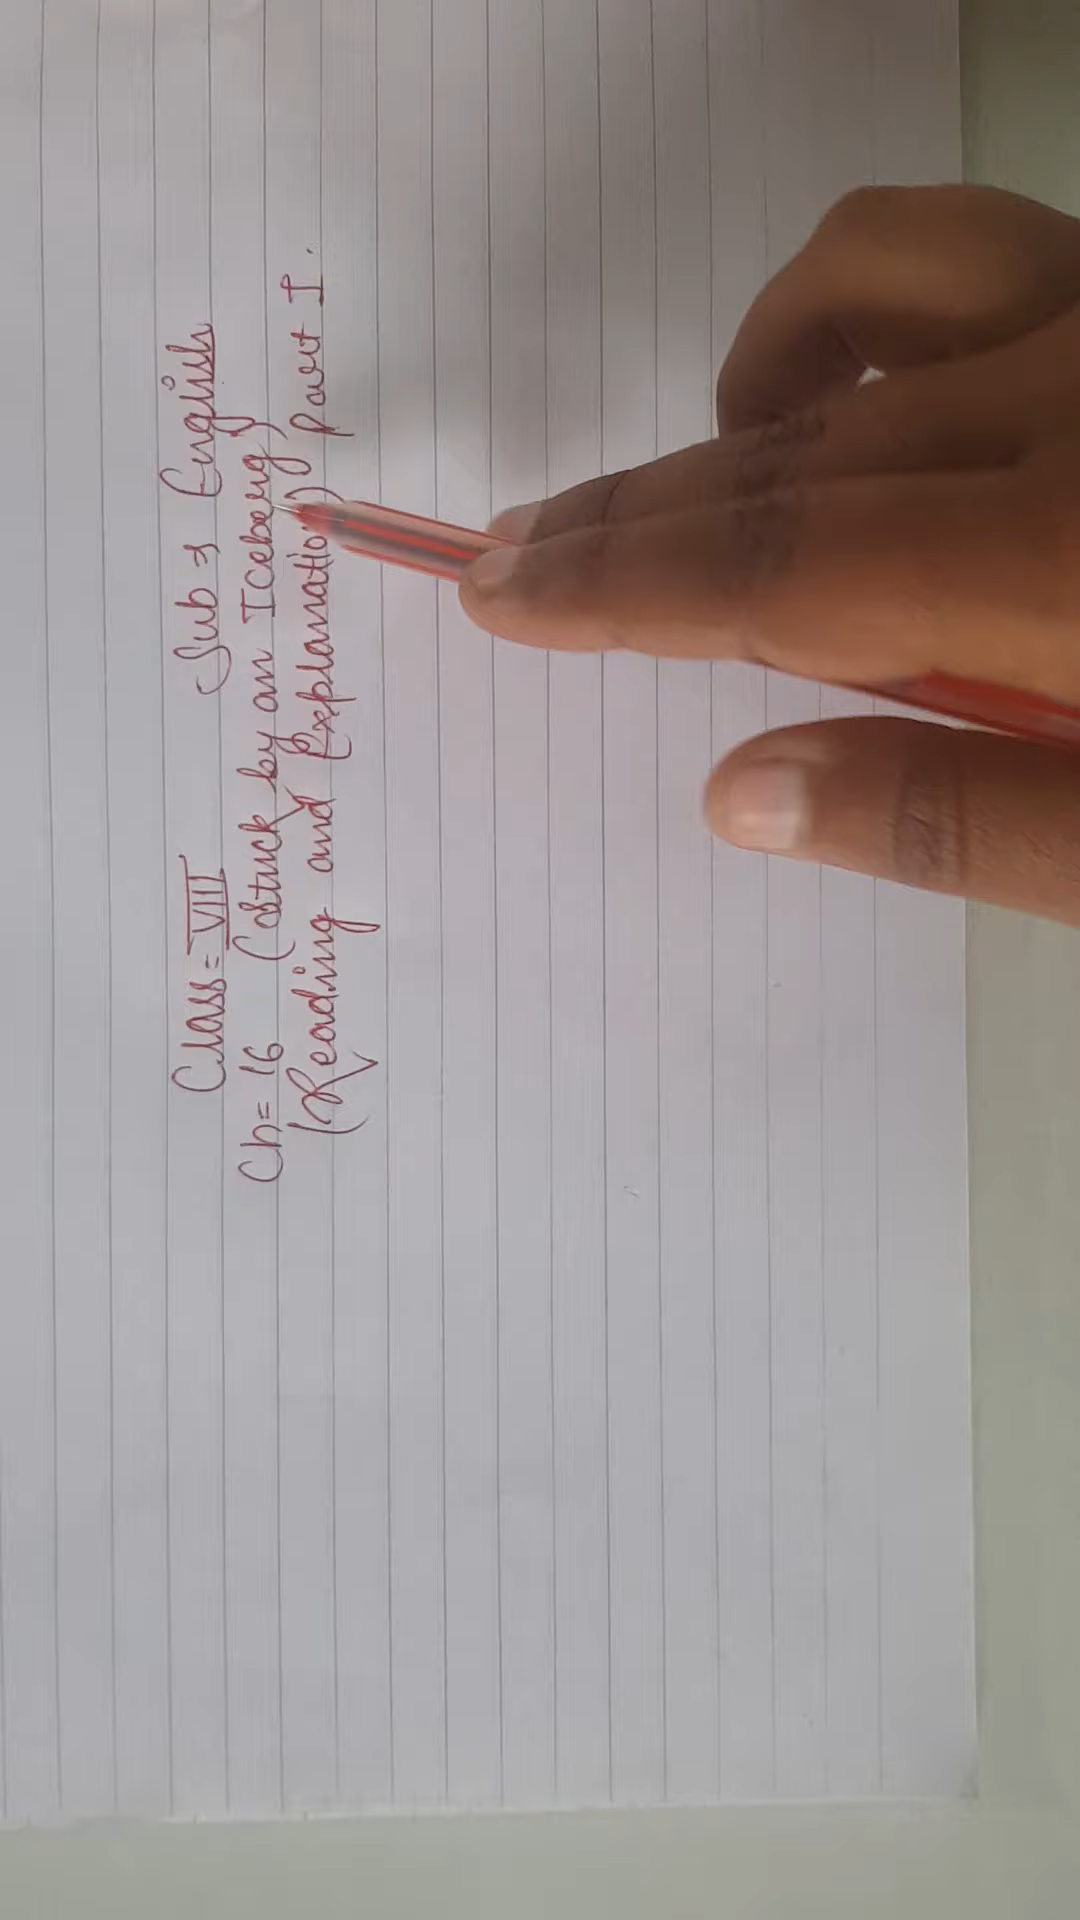 Class = VIII Sub → English
Ch = 16 (Struck by an Iceberg)
(Reading and Explanation) Part I.